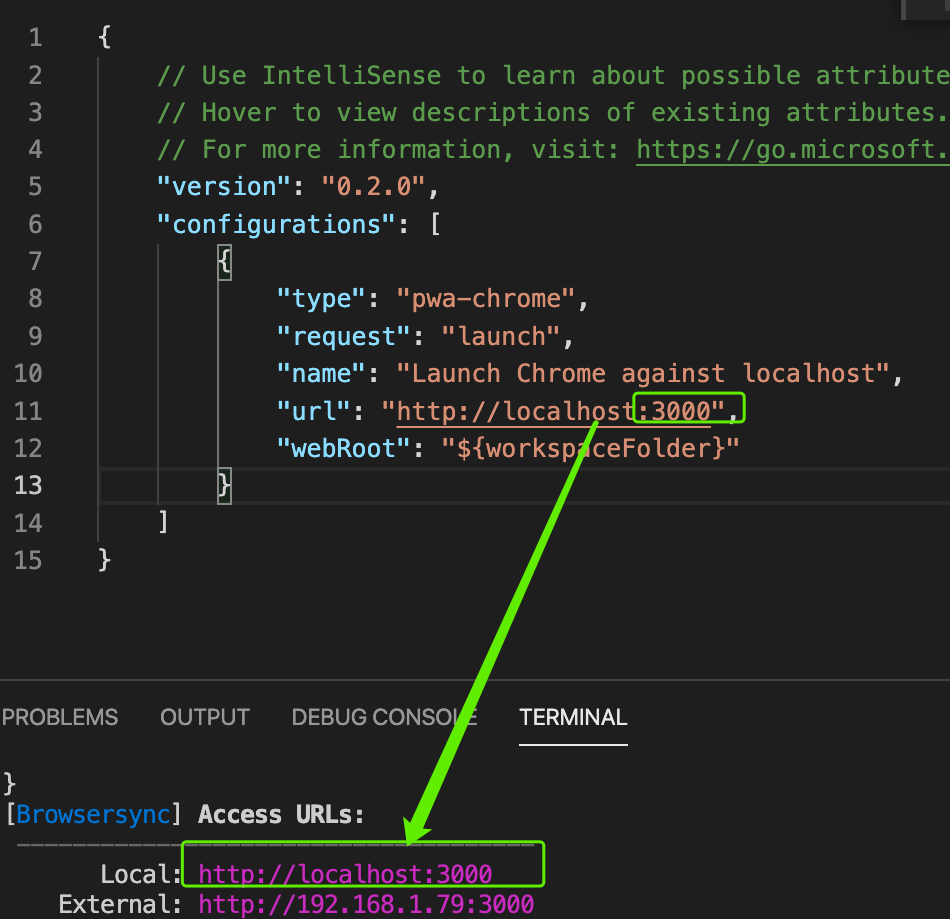 1 {
2 // Use IntelliSense to learn about possible attribute
3 // Hover to view descriptions of existing attributes.
4 // For more information, visit: https://go.microsoft.
5 "version": "0.2.0",
6 "configurations": [
7 {
8 "type": "pwa-chrome",
9 "request": "launch",
10 "name": "Launch Chrome against localhost",
11 "url": "http://localhost:3000",
12 "webRoot": "${workspaceFolder}"
13 }
14 ]
15 }
PROBLEMS OUTPUT DEBUG CONSOLE TERMINAL
}
[Browsersync] Access URLs:
Local: http://localhost:3000
External: http://192.168.1.79:3000